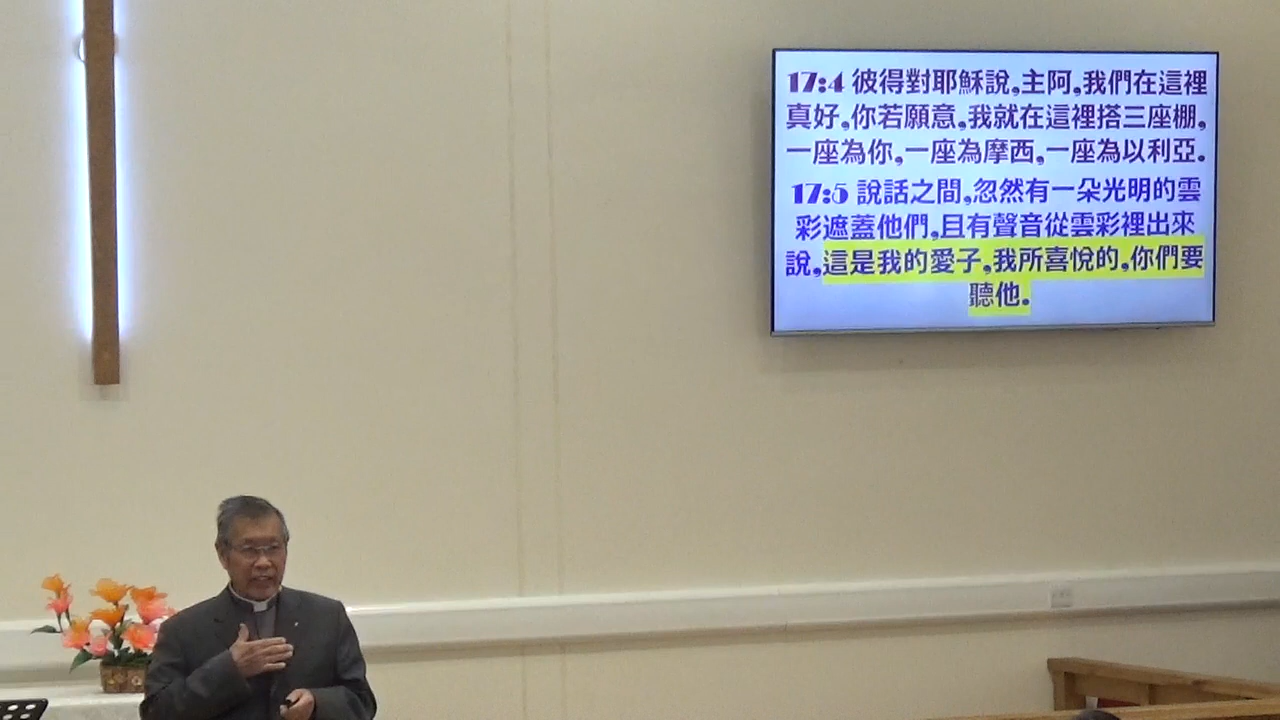 17:4 彼得對耶穌說,主阿,我們在這裡
真好,你若願意,我就在這裡搭三座棚,
一座為你,一座為摩西,一座為以利亞.
17:5 說話之間,忽然有一朵光明的雲
彩遮蓋他們,且有聲音從雲彩裡出來
說,這是我的愛子,我所喜悅的,你們要
聽他.